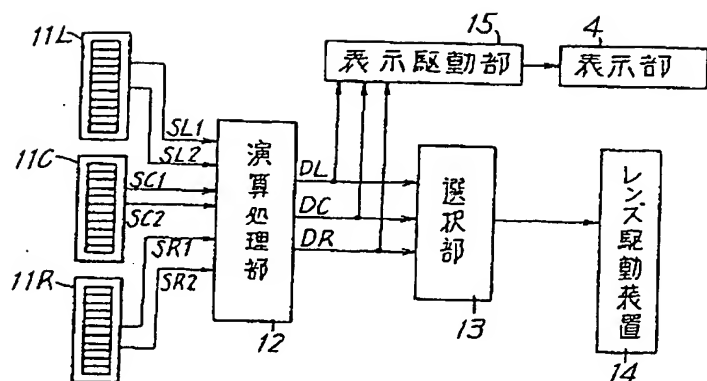 11L
15
4
表示駆動部
表示部
SL1
SL2
11C
SC1
SC2
演算処理部
DL
DC
DR
選択部
レンズ駆動装置
SR1
SR2
11R
12
13
14